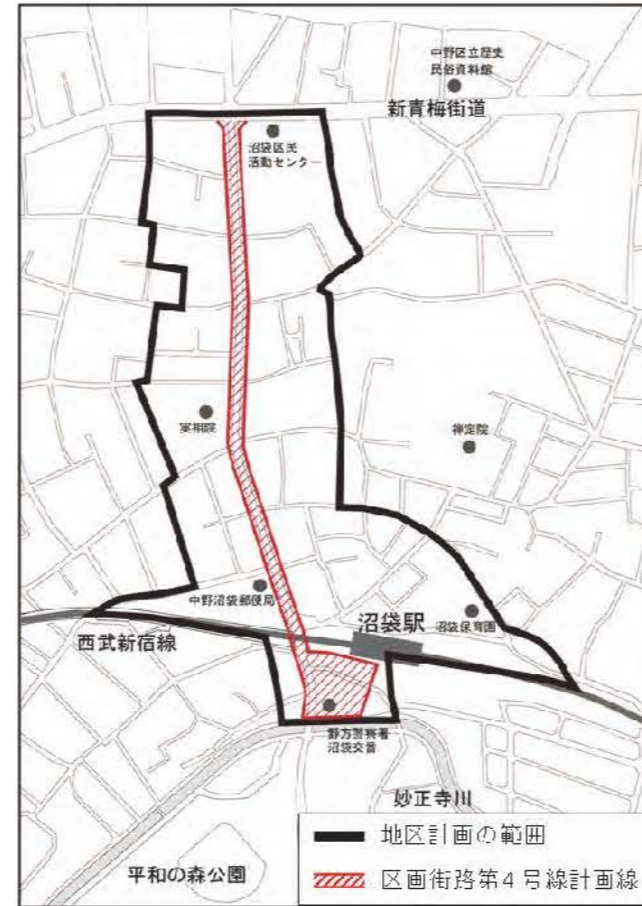 中野区立歴史
民俗資料館
新青梅街道
沼袋区民
活動センター
実相院
禅定院
中野沼袋郵便局
沼袋駅
沼袋保育園
西武新宿線
野方警察署
沼袋交番
妙正寺川
平和の森公園
地区計画の範囲
区画街路第4号線計画線